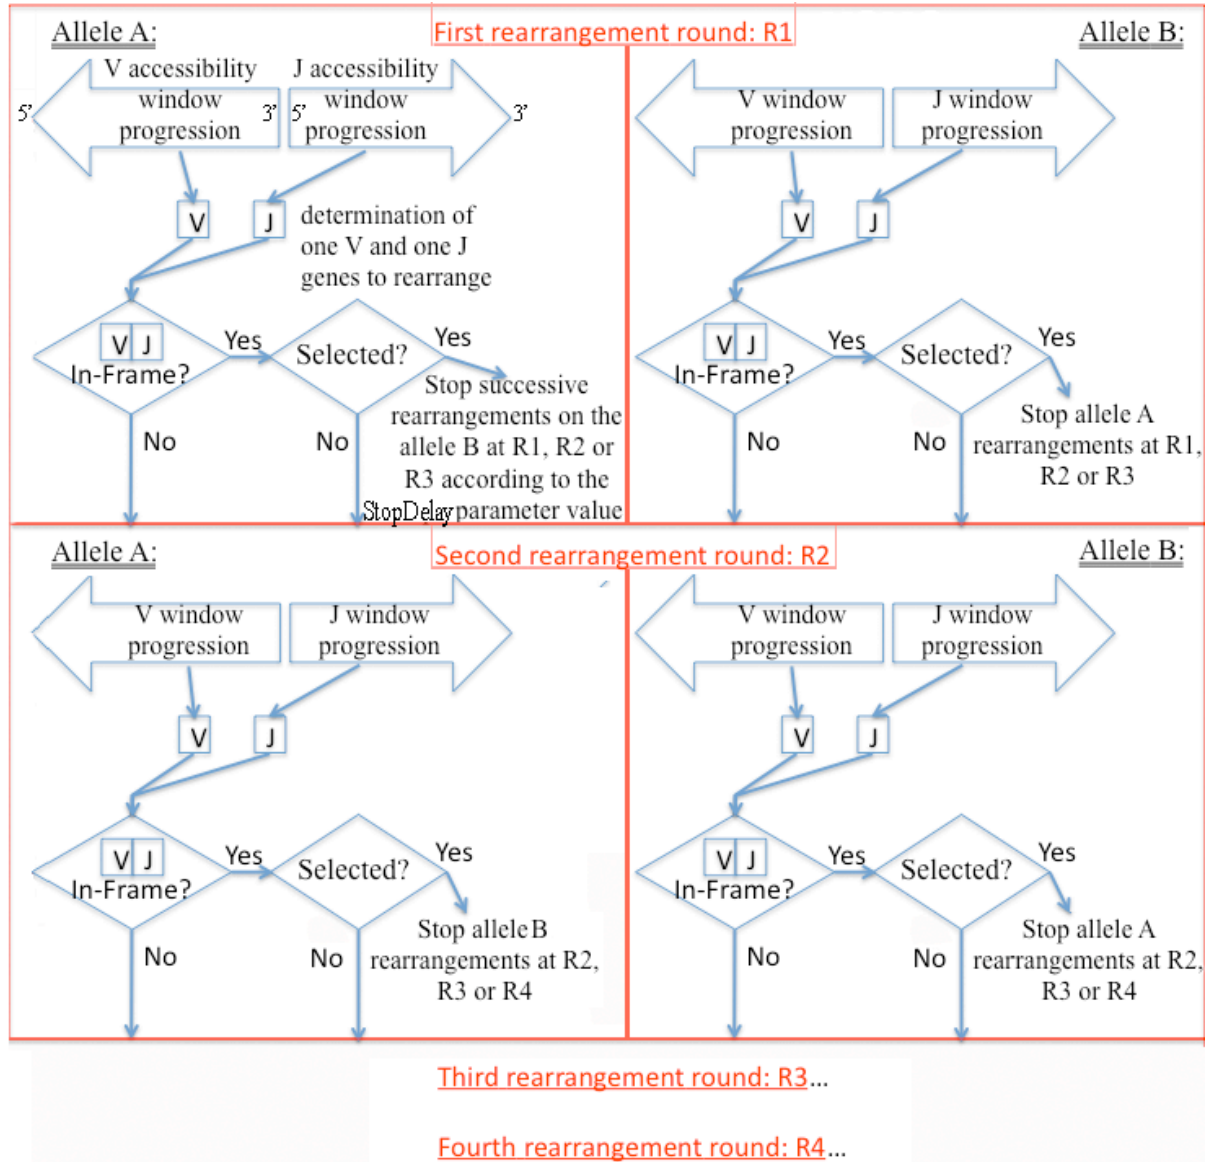 Allele A:
First rearrangement round: R1
Allele B:
V accessibility
window
progression
J accessibility
window
progression
5’
3’
5’
3’
V window
progression
J window
progression
V
J
determination of
one V and one J
genes to rearrange
V
J
V J
In-Frame?
Yes
Selected?
Yes
Stop successive
rearrangements on the
allele B at R1, R2 or
R3 according to the
StopDelay parameter value
No
No
V J
In-Frame?
Yes
Selected?
Yes
Stop allele A
rearrangements at R1,
R2 or R3
No
No
Allele A:
Second rearrangement round: R2
Allele B:
V window
progression
J window
progression
V window
progression
J window
progression
V
J
V
J
V J
In-Frame?
Yes
Selected?
Yes
Stop allele B
rearrangements at R2,
R3 or R4
No
No
V J
In-Frame?
Yes
Selected?
Yes
Stop allele A
rearrangements at R2,
R3 or R4
No
No
Third rearrangement round: R3...
Fourth rearrangement round: R4...